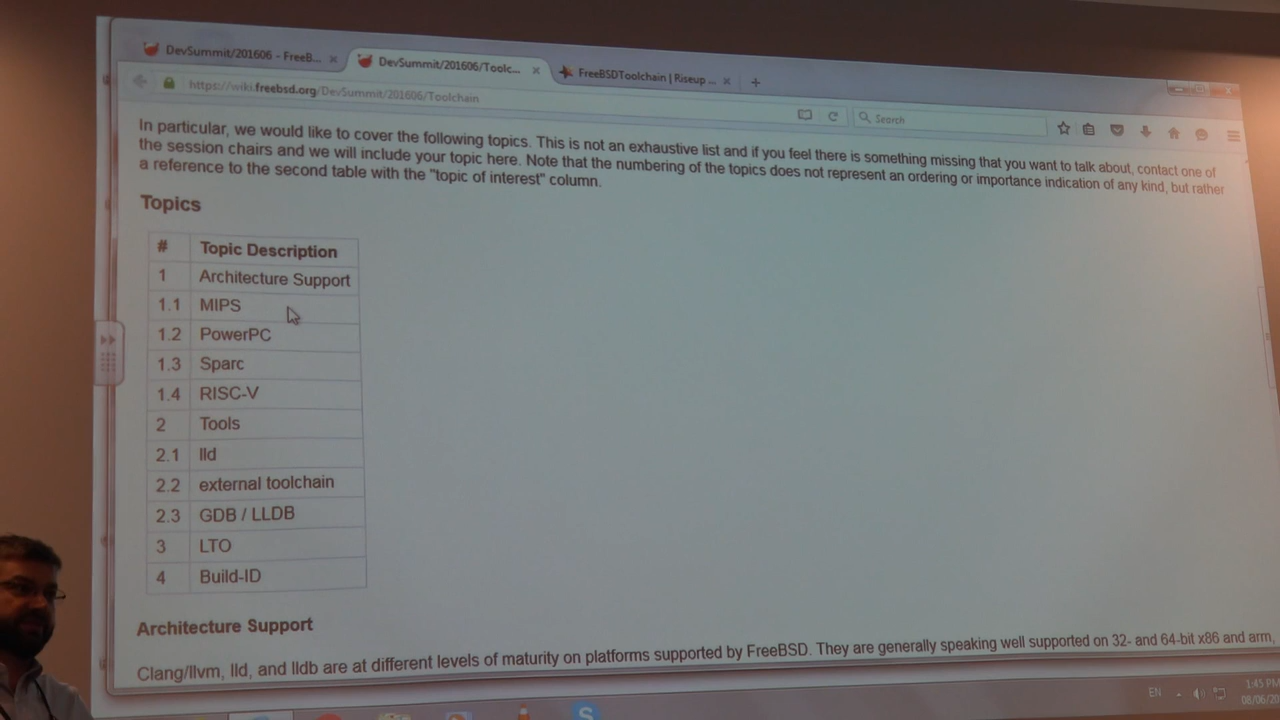 DevSummit/201606 - FreeB...
DevSummit/201606/Toolc...
FreeBSDToolchain | Riseup ...
https://wiki.freebsd.org/DevSummit/201606/Toolchain
Search
In particular, we would like to cover the following topics. This is not an exhaustive list and if you feel there is something missing that you want to talk about, contact one of
the session chairs and we will include your topic here. Note that the numbering of the topics does not represent an ordering or importance indication of any kind, but rather
a reference to the second table with the "topic of interest" column.
Topics
# Topic Description
1 Architecture Support
1.1 MIPS
1.2 PowerPC
1.3 Sparc
1.4 RISC-V
2 Tools
2.1 lld
2.2 external toolchain
2.3 GDB / LLDB
3 LTO
4 Build-ID
Architecture Support
Clang/llvm, lld, and lldb are at different levels of maturity on platforms supported by FreeBSD. They are generally speaking well supported on 32- and 64-bit x86 and arm,
EN
1:45 PM
08/06/20